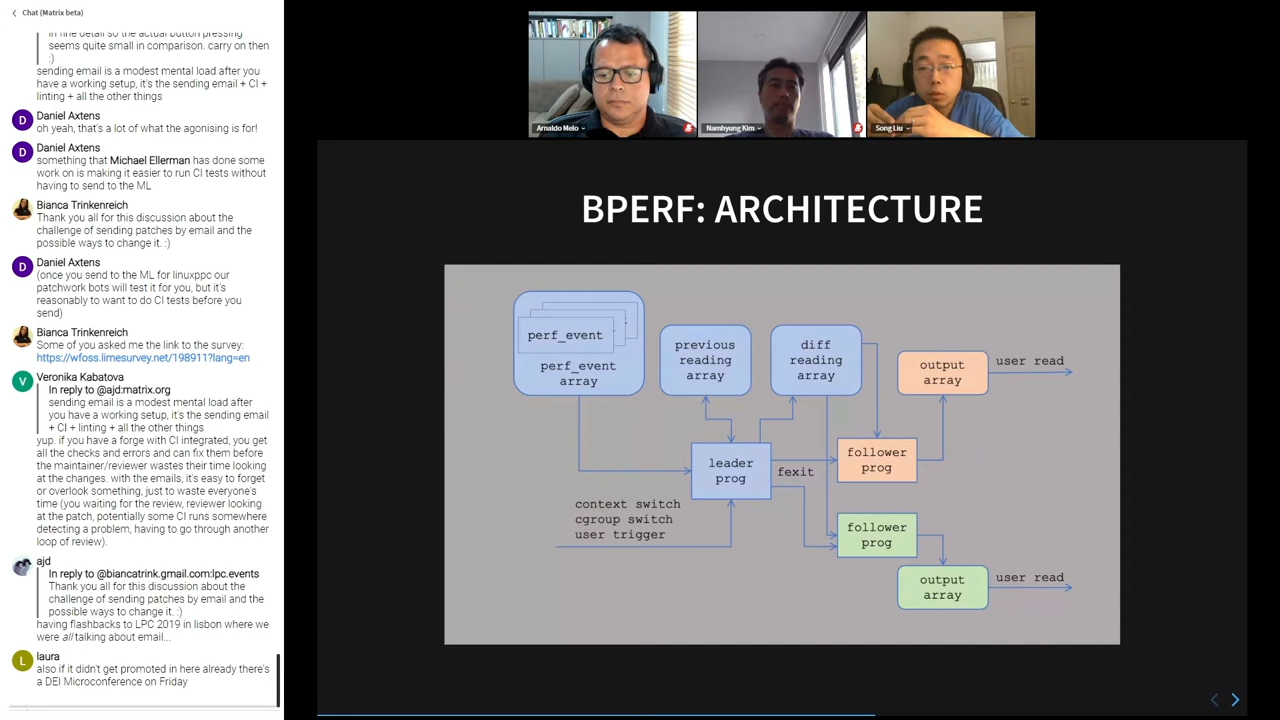 Chat (Matrix beta)
in fine detail so the actual button pressing
seems quite small in comparison. carry on then
:)
sending email is a modest mental load after you
have a working setup, it's the sending email + CI +
linting + all the other things
D
Daniel Axtens
oh yeah, that's a lot of what the agonising is for!
D
Daniel Axtens
something that Michael Ellerman has done some
work on is making it easier to run CI tests without
having to send to the ML
Bianca Trinkenreich
Thank you all for this discussion about the
challenge of sending patches by email and the
possible ways to change it. :)
D
Daniel Axtens
(once you send to the ML for linuxppc our
patchwork bots will test it for you, but it's
reasonably to want to do CI tests before you
send)
Bianca Trinkenreich
Some of you asked me the link to the survey:
https://wfoss.limesurvey.net/198911?lang=en
V
Veronika Kabatova
In reply to @ajd:matrix.org
sending email is a modest mental load after you
have a working setup, it's the sending email
+ CI + linting + all the other things
yup. if you have a forge with CI integrated, you get
all the checks and errors and can fix them before
the maintainer/reviewer wastes their time looking
at the changes. with the emails, it's easy to forget
or overlook something, just to waste everyone's
time (you waiting for the review, reviewer looking
at the patch, potentially some CI runs somewhere
detecting a problem, having to go through another
loop of review).
ajd
In reply to @biancatrink.gmail.com:lpc.events
Thank you all for this discussion about the
challenge of sending patches by email and the
possible ways to change it. :)
having flashbacks to LPC 2019 in lisbon where we
were all talking about email...
L
laura
also if it didn't get promoted in here already there's
a DEI Microconference on Friday
Arnaldo Melo
Namhyung Kim
Song Liu
BPERF: ARCHITECTURE
perf_event
perf_event
array
previous
reading
array
diff
reading
array
output
array
user read
leader
prog
fexit
follower
prog
context switch
cgroup switch
user trigger
follower
prog
output
array
user read